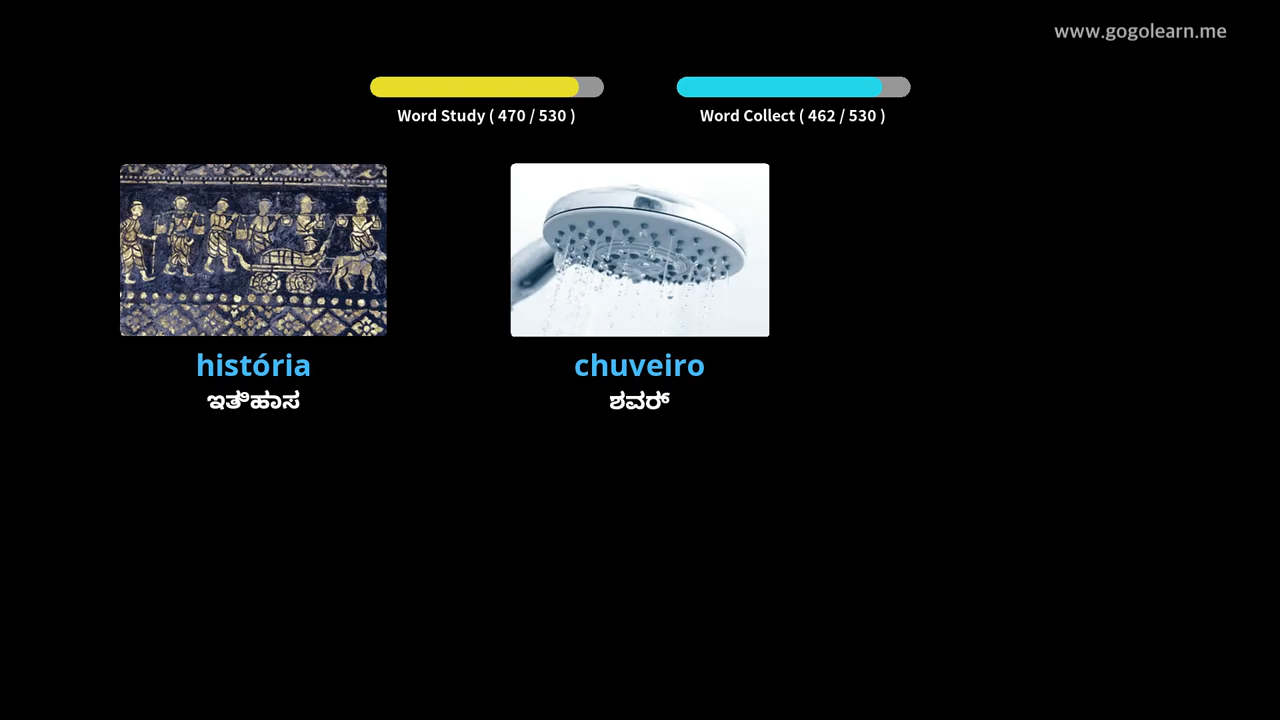 www.gogolearn.me
Word Study ( 470 / 530 )
Word Collect ( 462 / 530 )
história
ಇತಿಹಾಸ
chuveiro
ಶವರ್